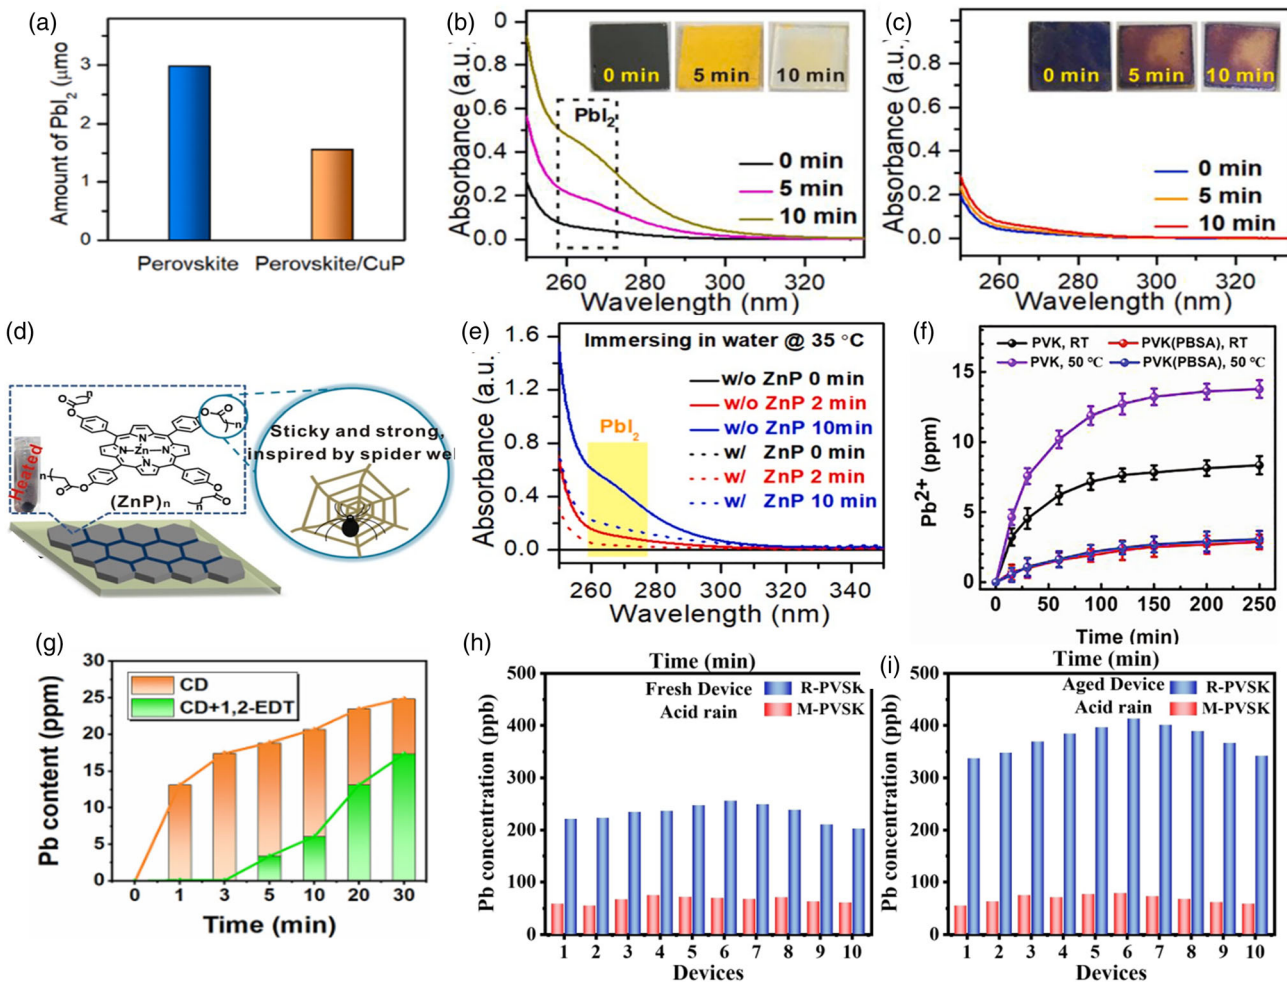 (a)
Amount of PbI2 (μmo
3
2
1
0
Perovskite
Perovskite/CuP
(b)
Absorbance (a.u.)
0.8
0.6
0.4
0.2
0.0
0 min
5 min
10 min
PbI2
0 min
5 min
10 min
260
280
300
320
Wavelength (nm)
(c)
Absorbance (a.u.)
0.8
0.6
0.4
0.2
0.0
0 min
5 min
10 min
0 min
5 min
10 min
260
280
300
320
Wavelength (nm)
(d)
Heated
O
O
n
O
O
n
N
N
Zn
N
N
n
O
O
O
O
n
(ZnP)n
Sticky and strong,
inspired by spider wel
(e)
Absorbance (a.u.)
1.6
1.2
0.8
0.4
0.0
Immersing in water @ 35 °C
w/o ZnP 0 min
w/o ZnP 2 min
w/o ZnP 10min
w/ ZnP 0 min
w/ ZnP 2 min
w/ ZnP 10 min
PbI2
260
280
300
320
340
Wavelength (nm)
(f)
Pb2+ (ppm)
15
10
5
0
PVK, RT
PVK(PBSA), RT
PVK, 50 °C
PVK(PBSA), 50 °C
0
50
100
150
200
250
Time (min)
(g)
Pb content (ppm)
30
25
20
15
10
5
0
CD
CD+1,2-EDT
0
1
3
5
10
20
30
Time (min)
(h)
Time (min)
Pb concentration (ppb)
500
400
300
200
100
0
Fresh Device
Acid rain
R-PVSK
M-PVSK
1 2 3 4 5 6 7 8 9 10
Devices
(i)
Time (min)
Pb concentration (ppb)
500
400
300
200
100
0
Aged Device
Acid rain
R-PVSK
M-PVSK
1 2 3 4 5 6 7 8 9 10
Devices